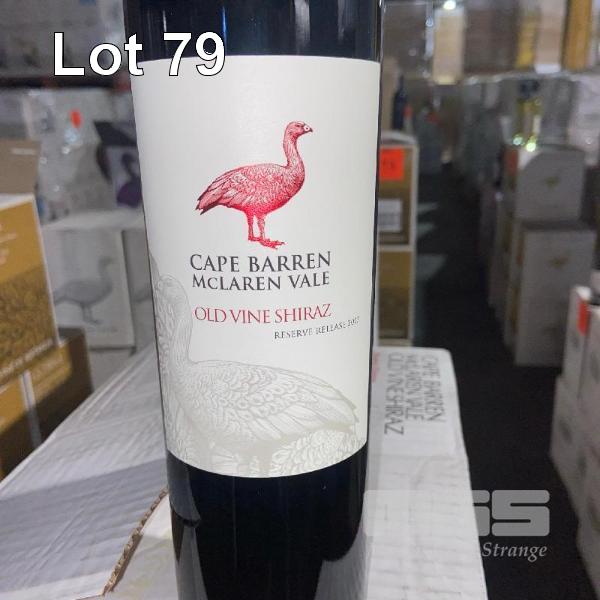 Lot 79
CAPE BARREN
MCLAREN VALE
OLD VINE SHIRAZ
RESERVE RELEASE 2017
CAPE BARREN
MCLAREN VALE
OLD VINE SHIRAZ
Strange